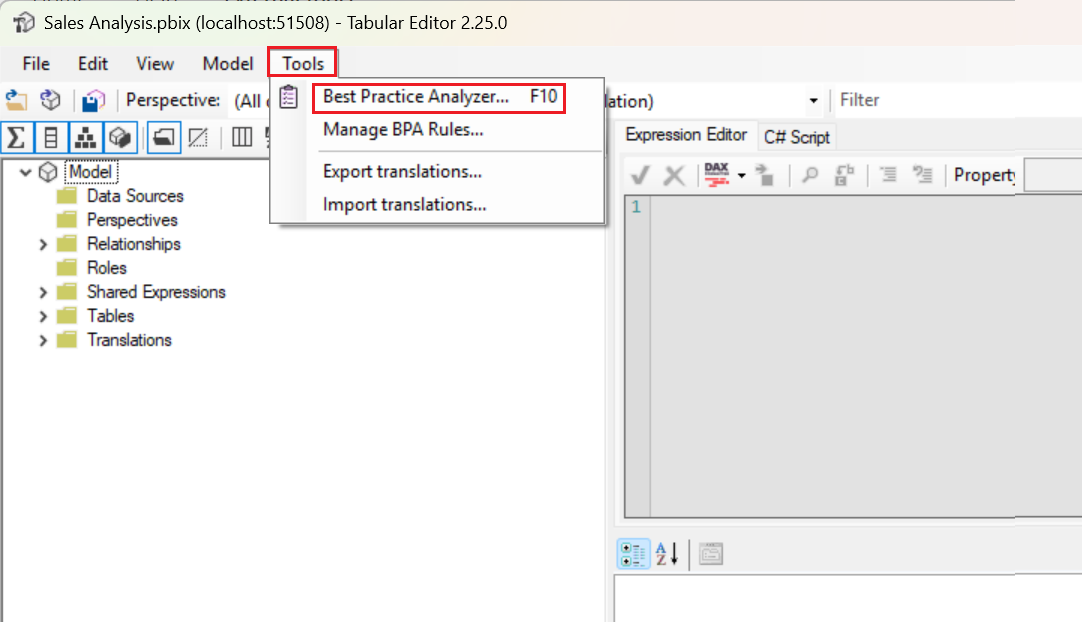 Sales Analysis.pbix (localhost:51508) - Tabular Editor 2.25.0
File Edit View Model Tools
Perspective: (All
lation) Filter
Best Practice Analyzer... F10
Manage BPA Rules...
Export translations...
Import translations...
Expression Editor C# Script
DAX Property
1
Model
Data Sources
Perspectives
Relationships
Roles
Shared Expressions
Tables
Translations
A
Z